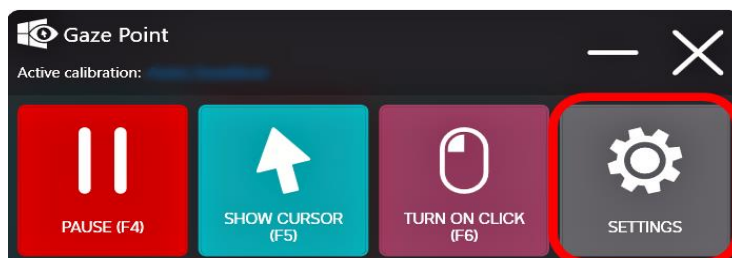 Gaze Point
Active calibration:
PAUSE (F4)
SHOW CURSOR
(F5)
TURN ON CLICK
(F6)
SETTINGS